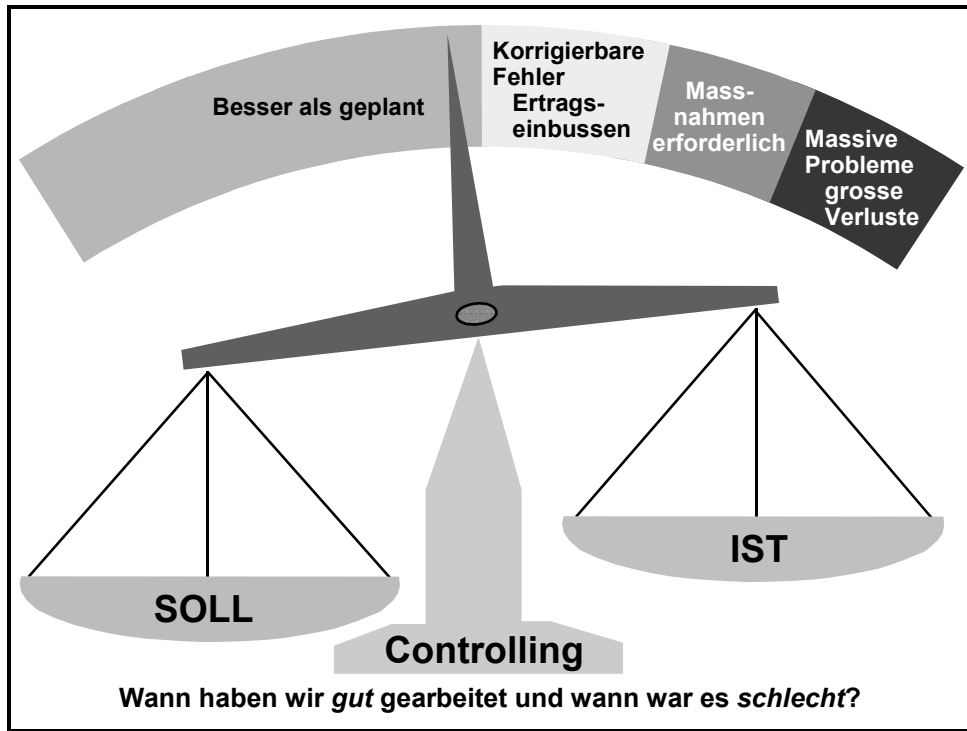 Besser als geplant
Korrigierbare
Fehler
Ertrags-
einbussen
Mass-
nahmen
erforderlich
Massive
Probleme
grosse
Verluste
SOLL
IST
Controlling
Wann haben wir gut gearbeitet und wann war es schlecht?